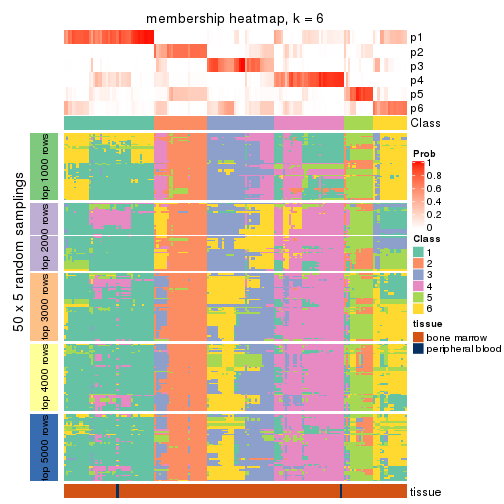 membership heatmap, k = 6
p1
p2
p3
p4
p5
p6
Class
50 x 5 random samplings
top 1000 rows
top 2000 rows
top 3000 rows
top 4000 rows
top 5000 rows
Prob
1
0.8
0.6
0.4
0.2
0
Class
1
2
3
4
5
6
tissue
bone marrow
peripheral blood
tissue